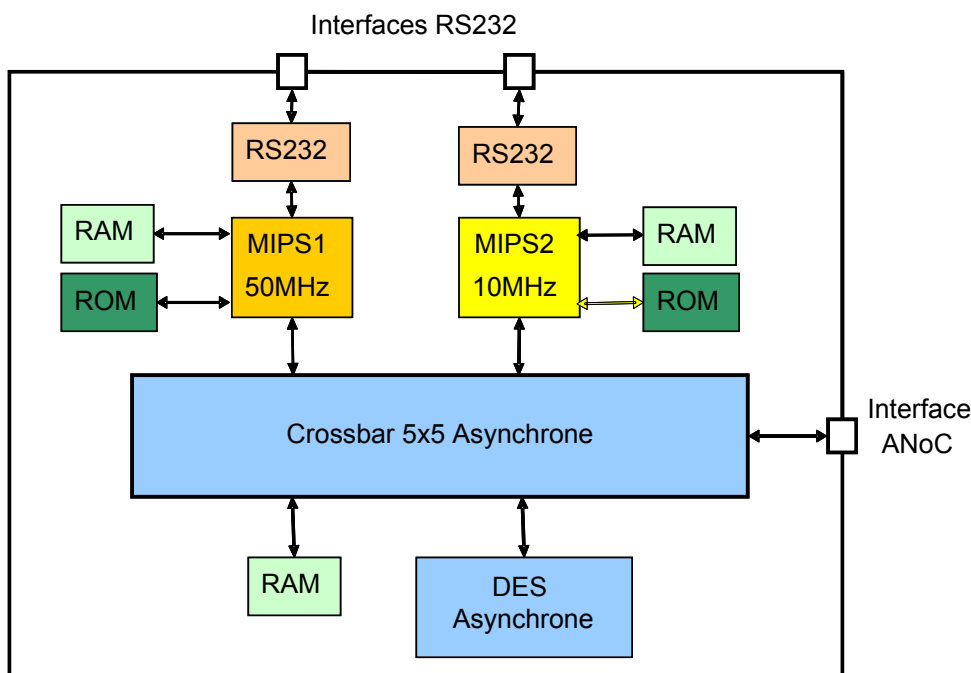 Interfaces RS232
RS232
RS232
RAM
MIPS1
50MHz
MIPS2
10MHz
RAM
ROM
ROM
Crossbar 5x5 Asynchrone
Interface
ANoC
RAM
DES
Asynchrone